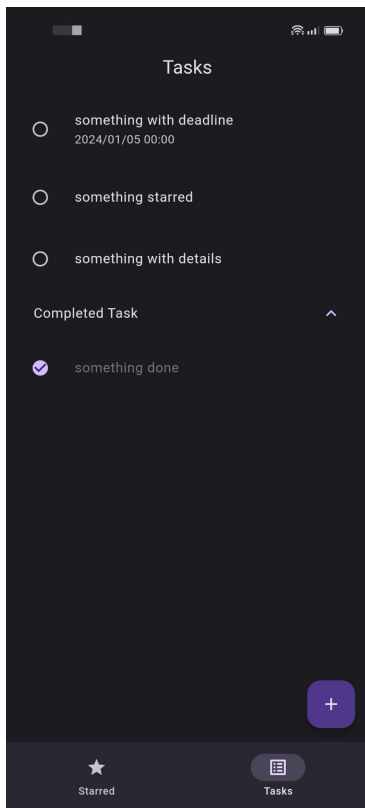 Tasks
something with deadline
2024/01/05 00:00
something starred
something with details
Completed Task
something done
Starred
Tasks